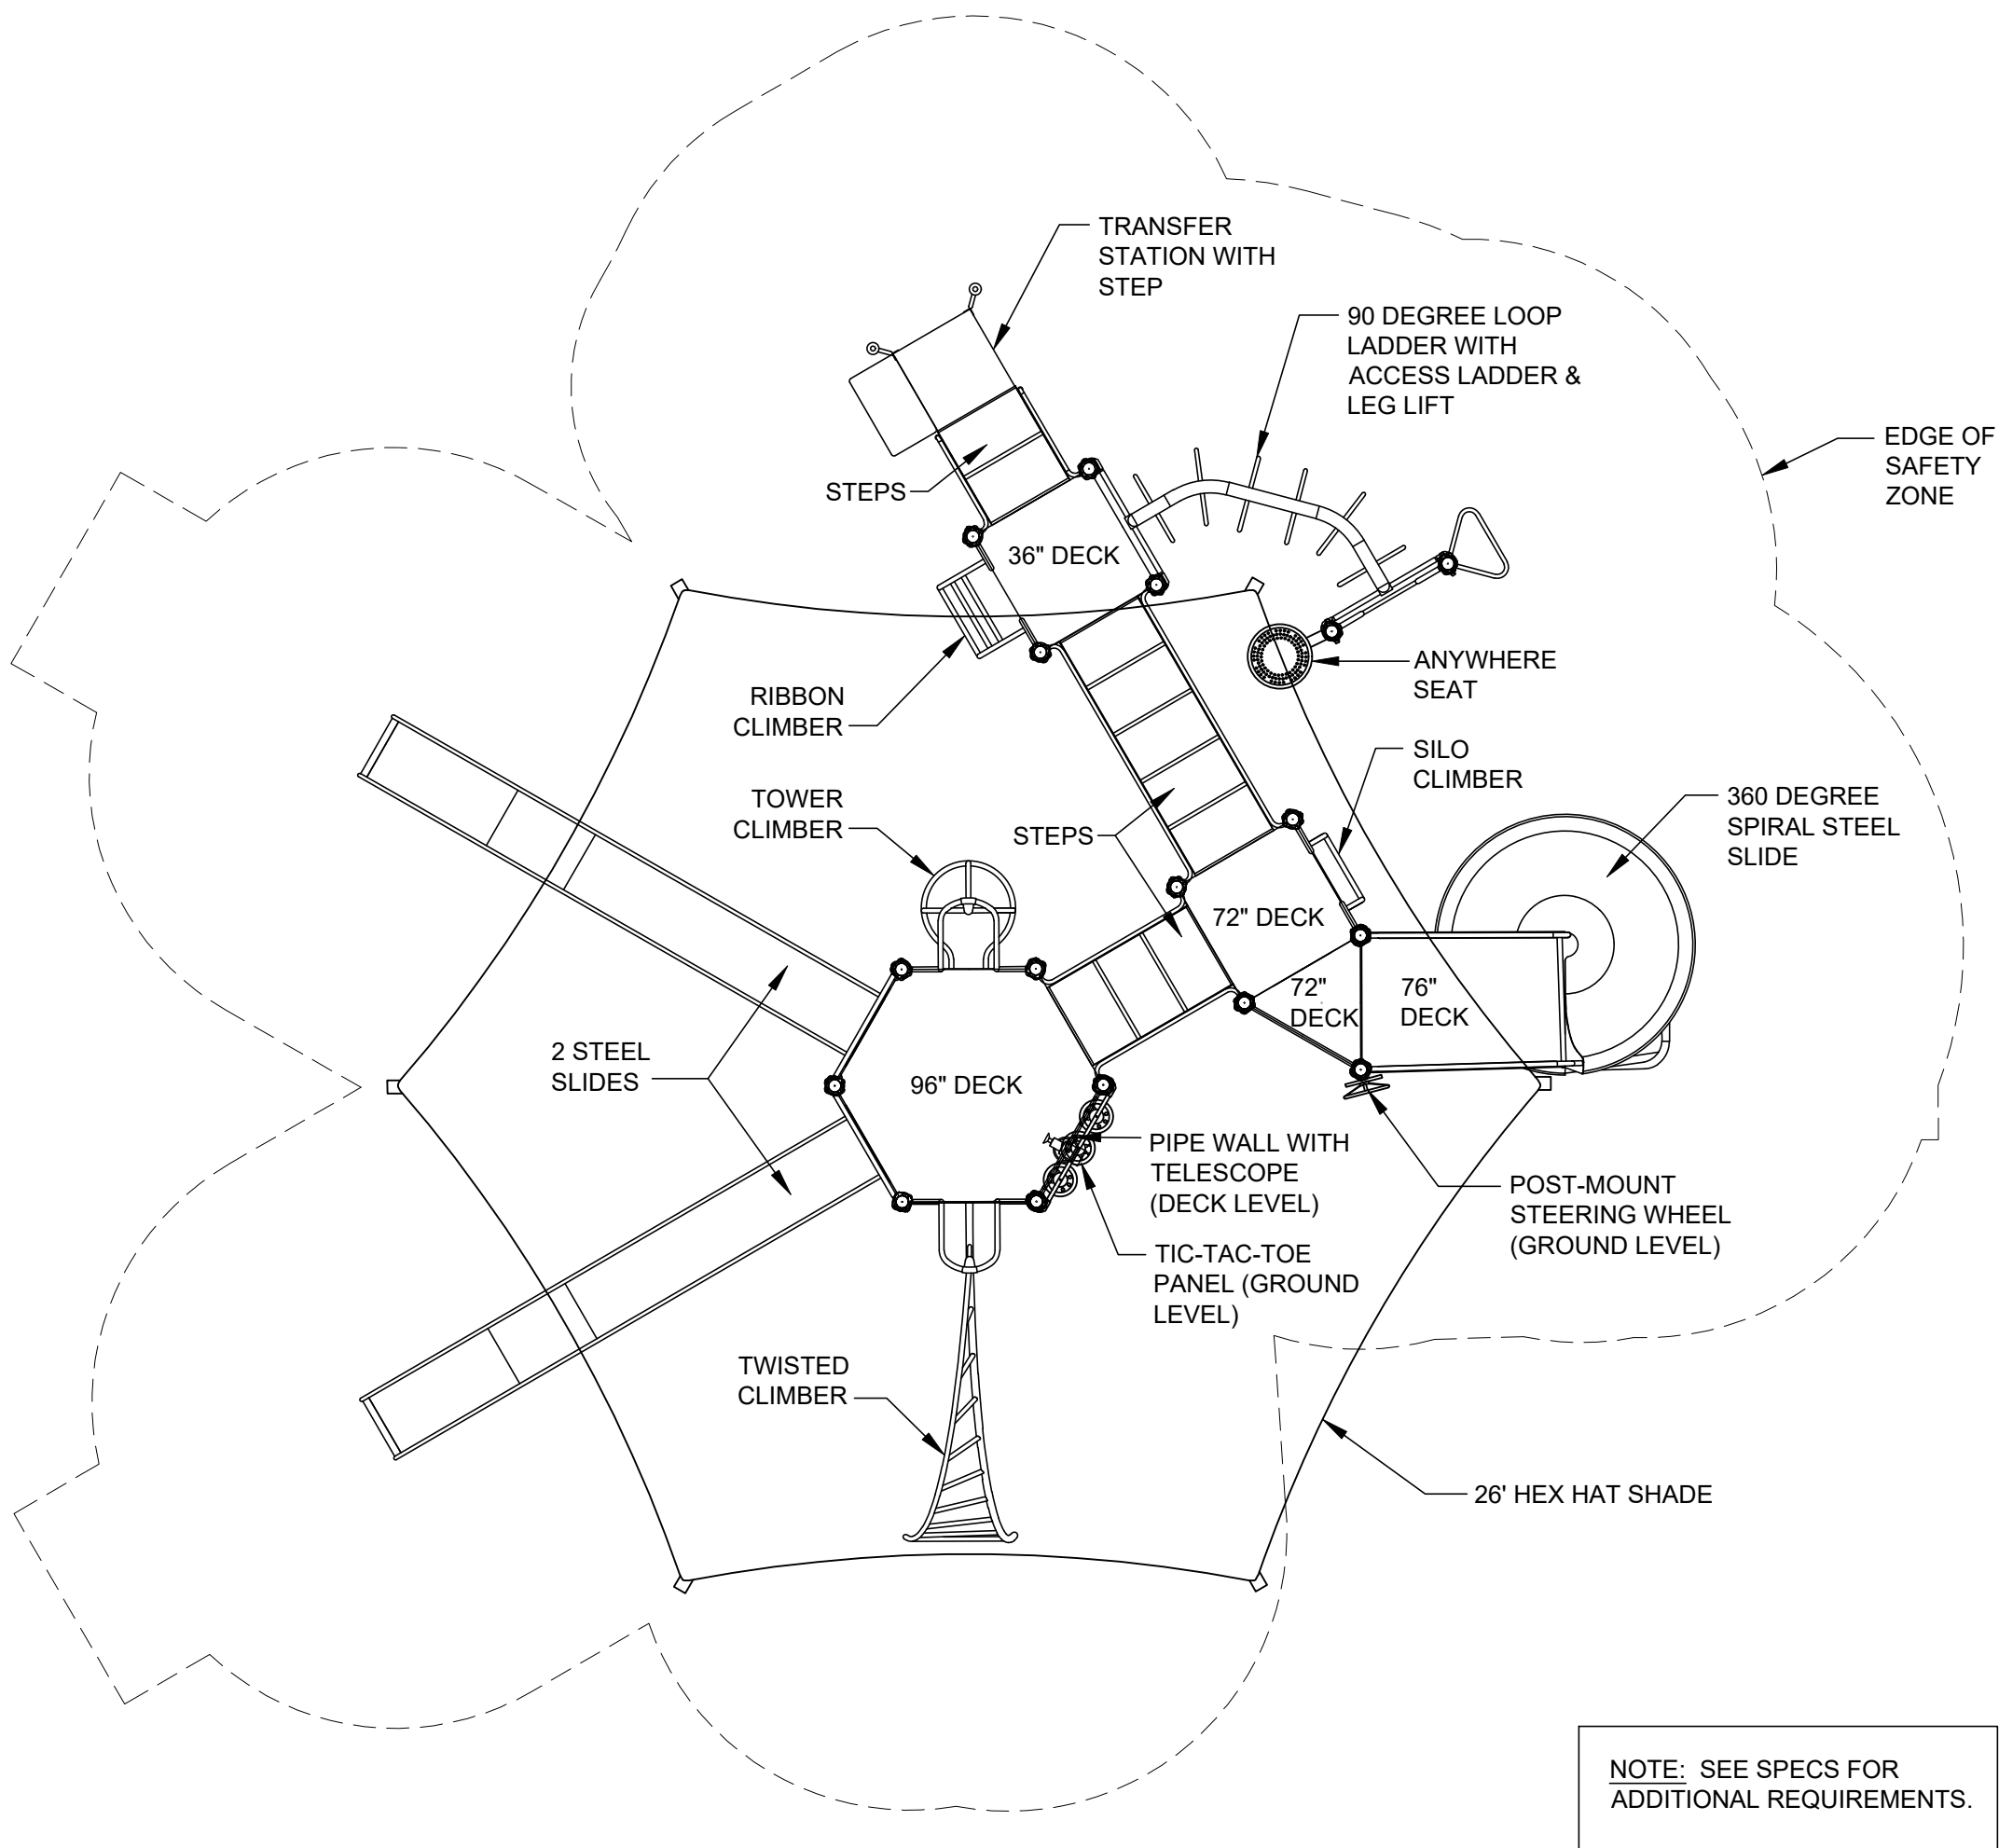 TRANSFER
STATION WITH
STEP
90 DEGREE LOOP
LADDER WITH
ACCESS LADDER &
LEG LIFT
EDGE OF
SAFETY
ZONE
STEPS
36" DECK
RIBBON
CLIMBER
ANYWHERE
SEAT
SILO
CLIMBER
TOWER
CLIMBER
STEPS
360 DEGREE
SPIRAL STEEL
SLIDE
72" DECK
72"
DECK
76"
DECK
2 STEEL
SLIDES
96" DECK
PIPE WALL WITH
TELESCOPE
(DECK LEVEL)
POST-MOUNT
STEERING WHEEL
(GROUND LEVEL)
TIC-TAC-TOE
PANEL (GROUND
LEVEL)
TWISTED
CLIMBER
26' HEX HAT SHADE
NOTE: SEE SPECS FOR
ADDITIONAL REQUIREMENTS.